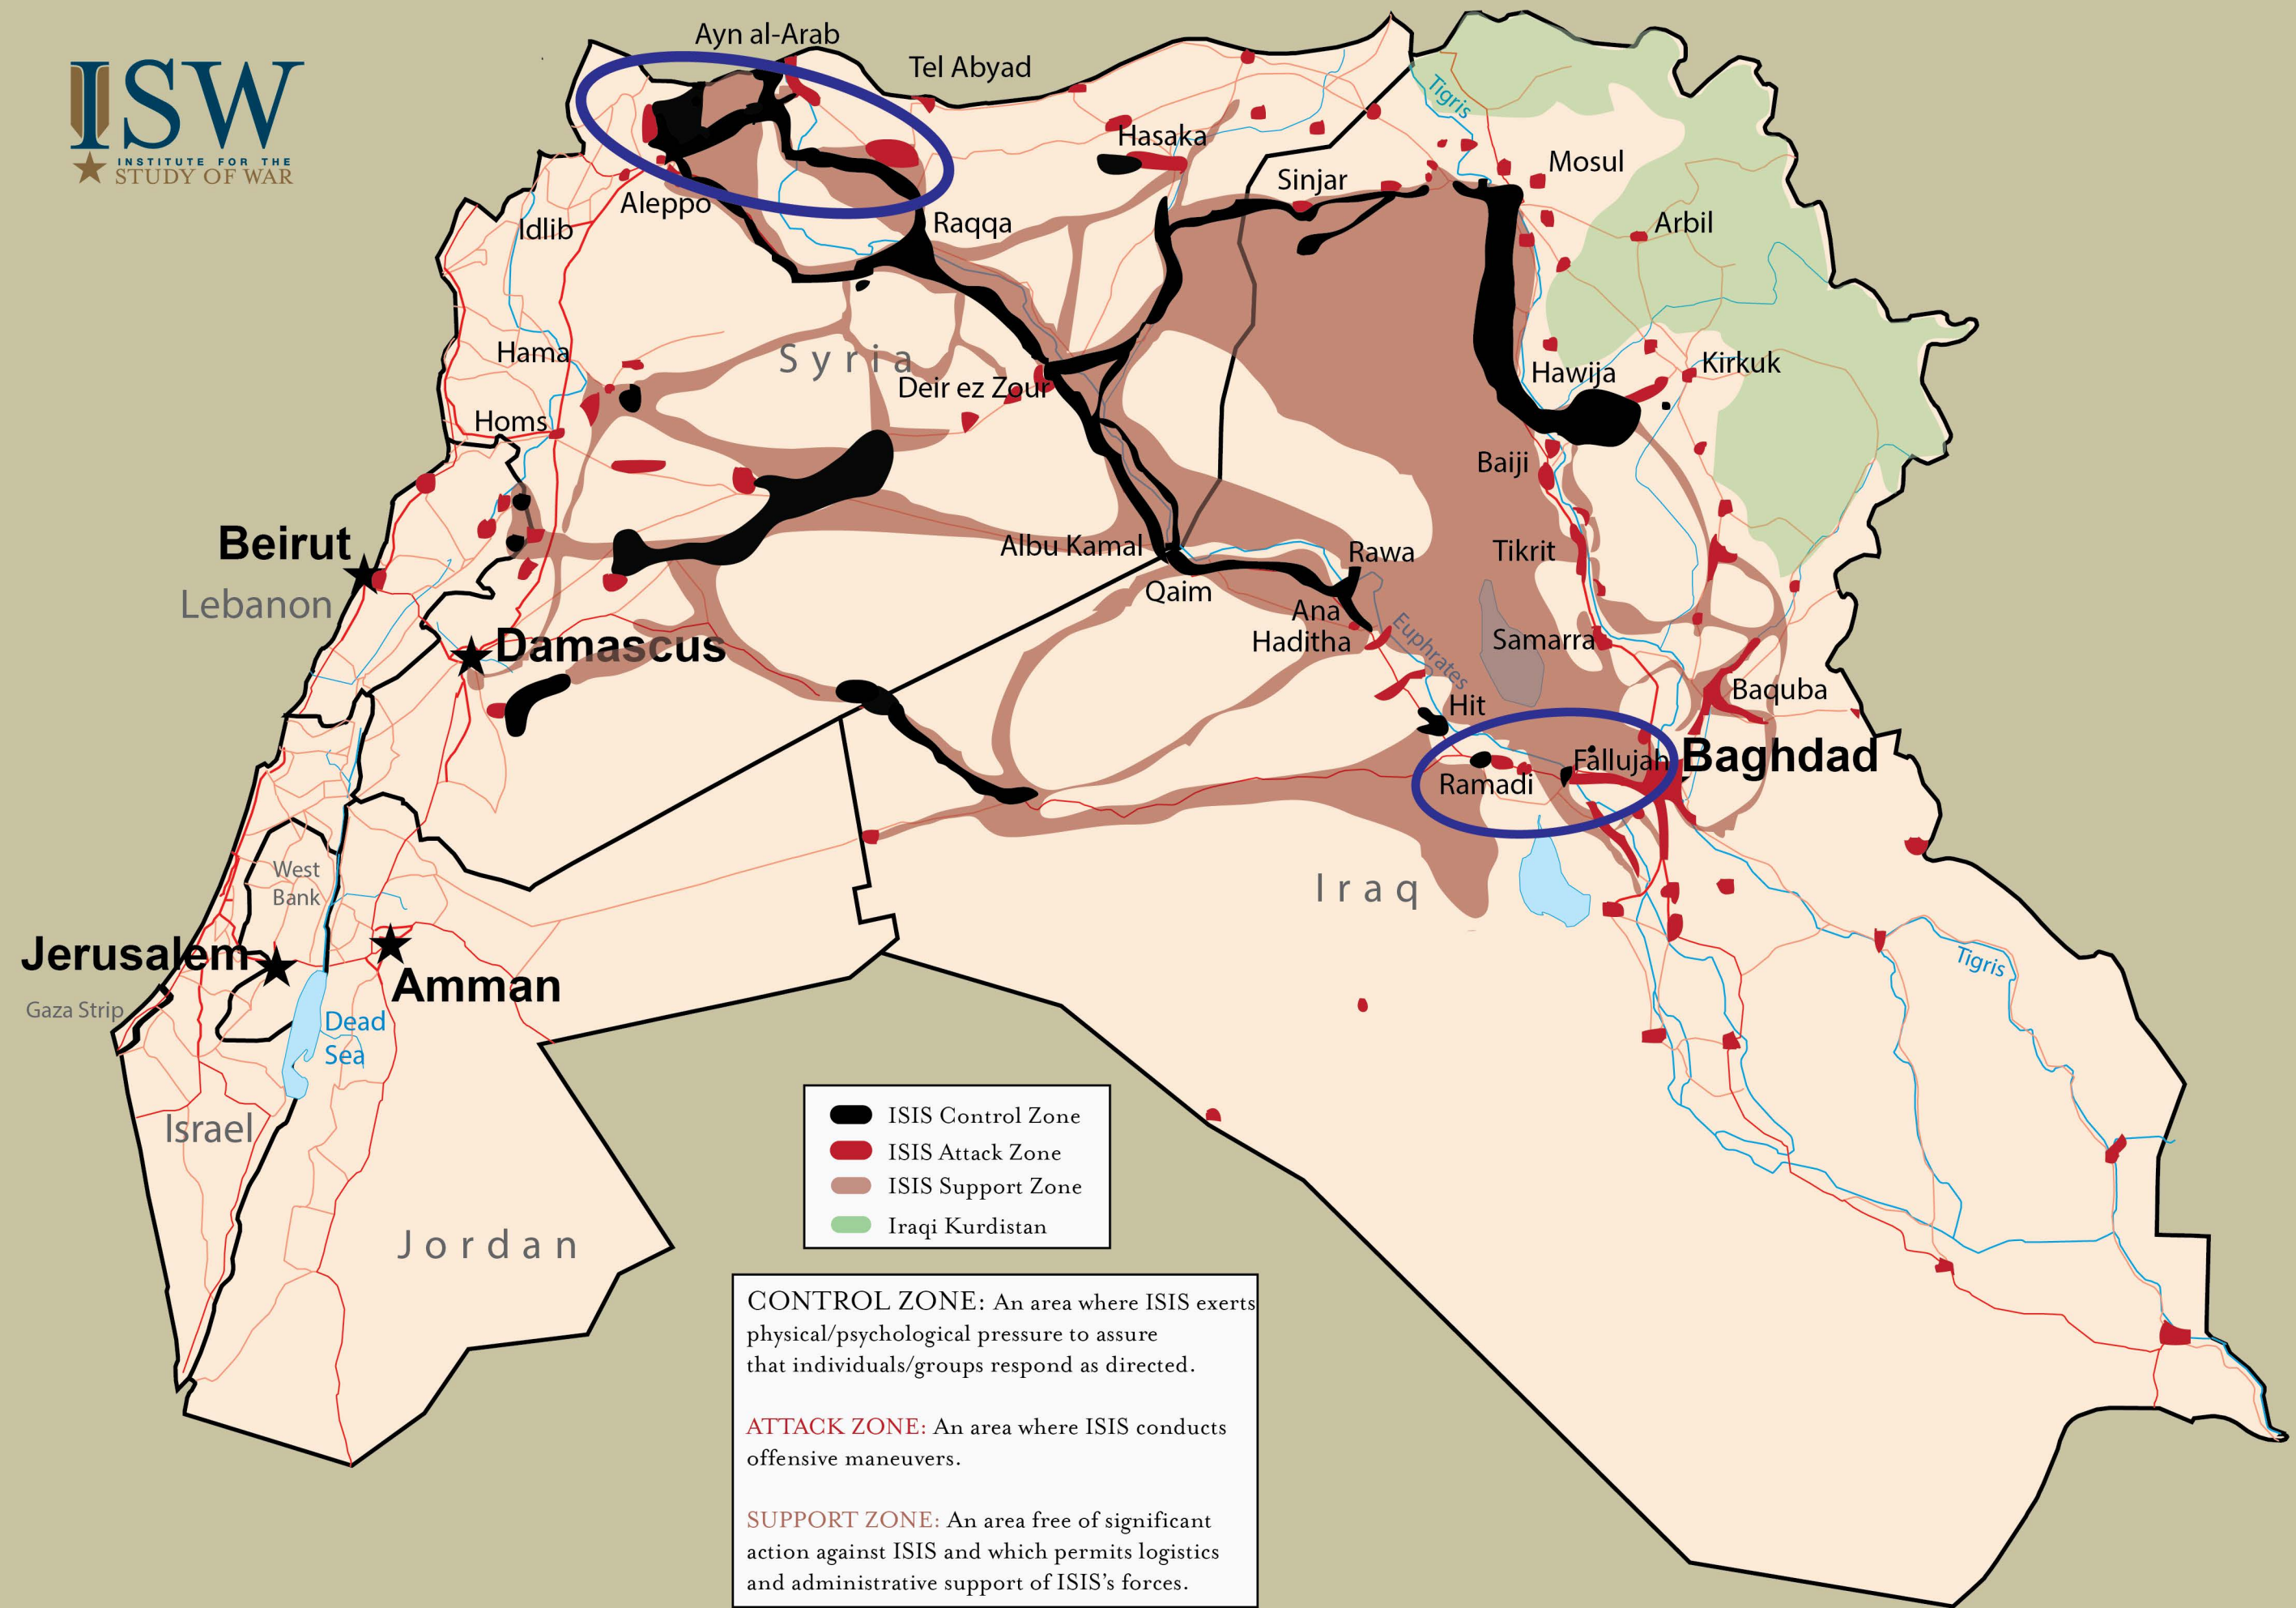 ISW
INSTITUTE FOR THE
STUDY OF WAR
Ayn al-Arab
Tel Abyad
Tigris
Hasaka
Mosul
Sinjar
Aleppo
Idlib
Raqqa
Arbil
Hama
Syria
Deir ez Zour
Hawija
Kirkuk
Homs
Baiji
Beirut
Lebanon
Albu Kamal
Rawa
Tikrit
Qaim
Ana
Haditha
Euphrates
Samarra
Damascus
Hit
Baquba
Ramadi
Fallujah
Baghdad
West
Bank
Iraq
Jerusalem
Amman
Gaza Strip
Dead
Sea
Tigris
Israel
Jordan
ISIS Control Zone
ISIS Attack Zone
ISIS Support Zone
Iraqi Kurdistan
CONTROL ZONE: An area where ISIS exerts
physical/psychological pressure to assure
that individuals/groups respond as directed.
ATTACK ZONE: An area where ISIS conducts
offensive maneuvers.
SUPPORT ZONE: An area free of significant
action against ISIS and which permits logistics
and administrative support of ISIS’s forces.